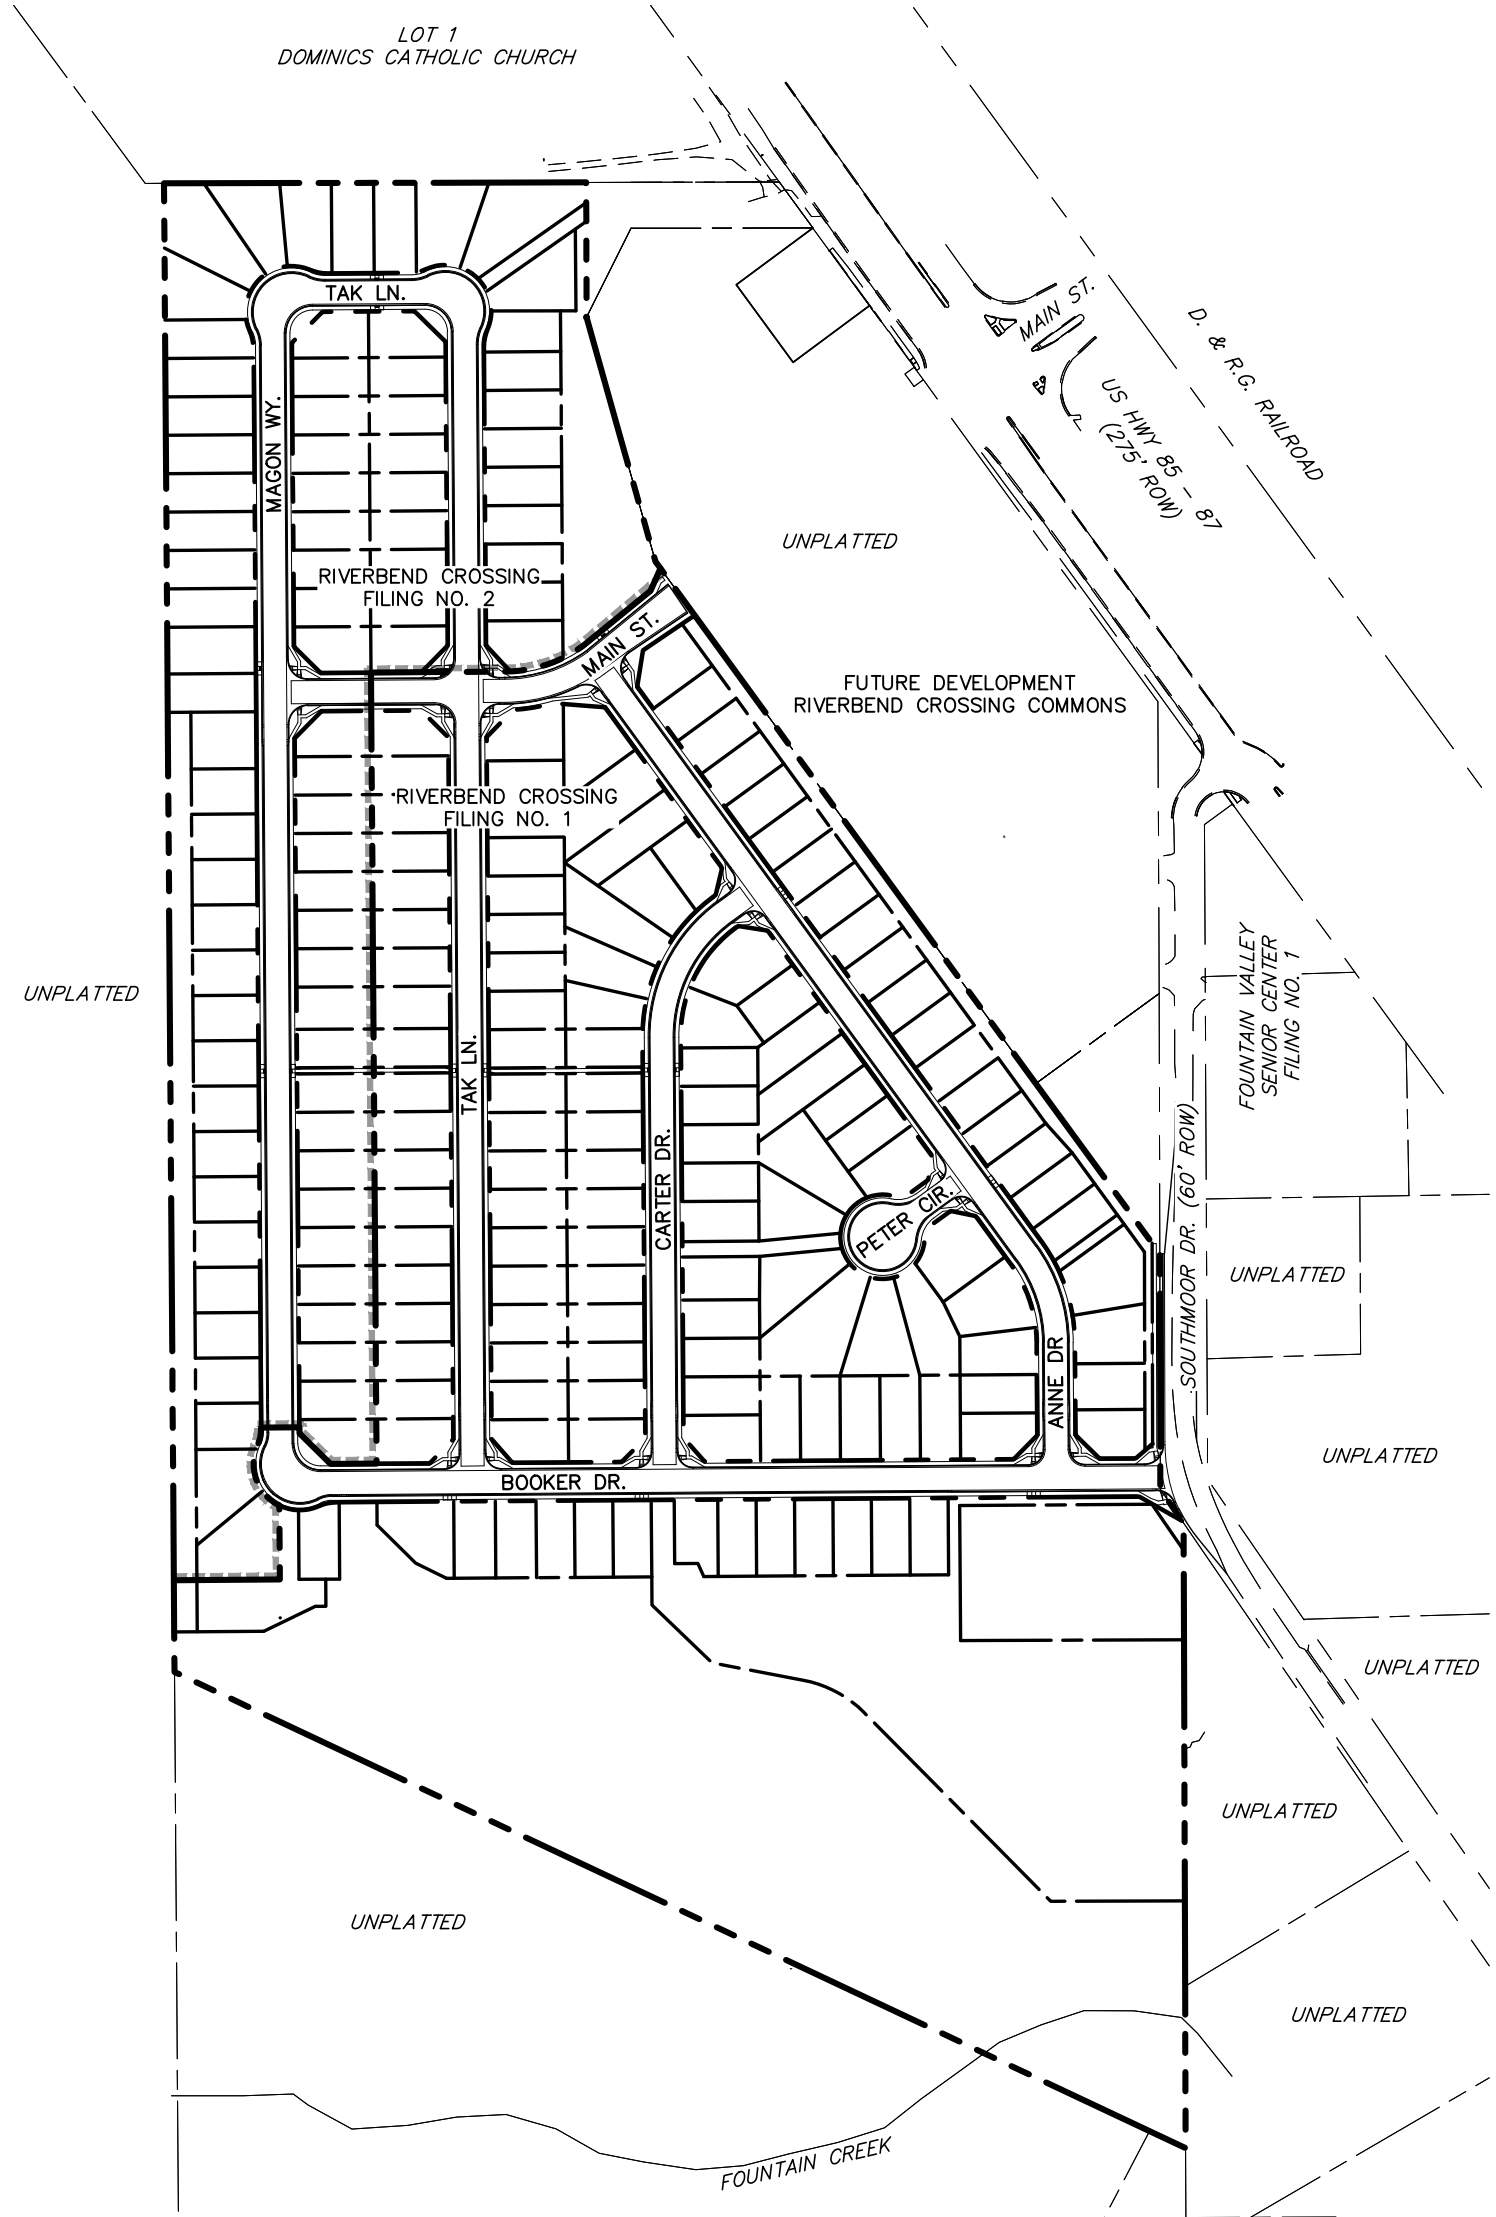 LOT 1
DOMINICS CATHOLIC CHURCH
TAK LN.
MAIN ST.
D. & R.G. RAILROAD
US HWY 85 - 87
(275' ROW)
MAGON WY.
UNPLATTED
RIVERBEND CROSSING
FILING NO. 2
MAIN ST.
FUTURE DEVELOPMENT
RIVERBEND CROSSING COMMONS
RIVERBEND CROSSING
FILING NO. 1
UNPLATTED
FOUNTAIN VALLEY
SENIOR CENTER
FILING NO. 1
TAK LN.
CARTER DR.
PETER CIR.
SOUTHMOOR DR. (60' ROW)
UNPLATTED
ANNE DR
UNPLATTED
BOOKER DR.
UNPLATTED
UNPLATTED
UNPLATTED
UNPLATTED
FOUNTAIN CREEK